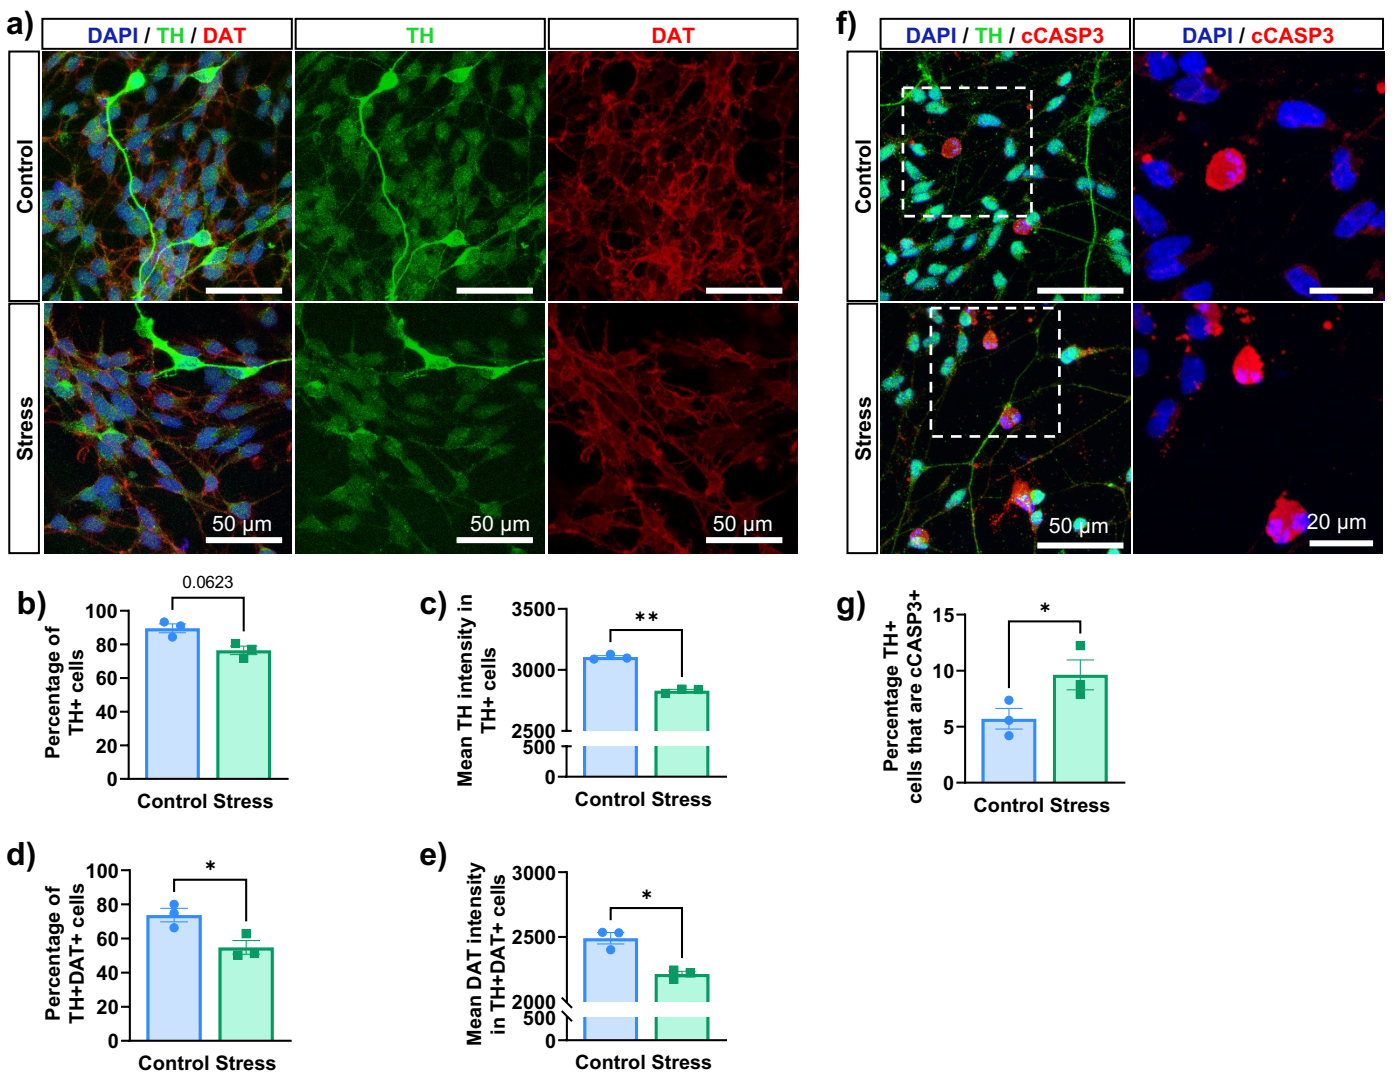 a)
DAPI / TH / DAT
TH
DAT
Control
Stress
50 µm
50 µm
50 µm
f)
DAPI / TH / cCASP3
DAPI / cCASP3
Control
Stress
50 µm
20 µm
b)
Percentage of
TH+ cells
100
80
60
40
20
0
0.0623
Control Stress
c)
Mean TH intensity in
TH+ cells
3500
3000
2500
500
0
**
Control Stress
g)
Percentage TH+
cells that are cCASP3+
15
10
5
0
*
Control Stress
d)
Percentage of
TH+DAT+ cells
100
80
60
40
20
0
*
Control Stress
e)
Mean DAT intensity
in TH+DAT+ cells
3000
2500
2000
500
0
*
Control Stress